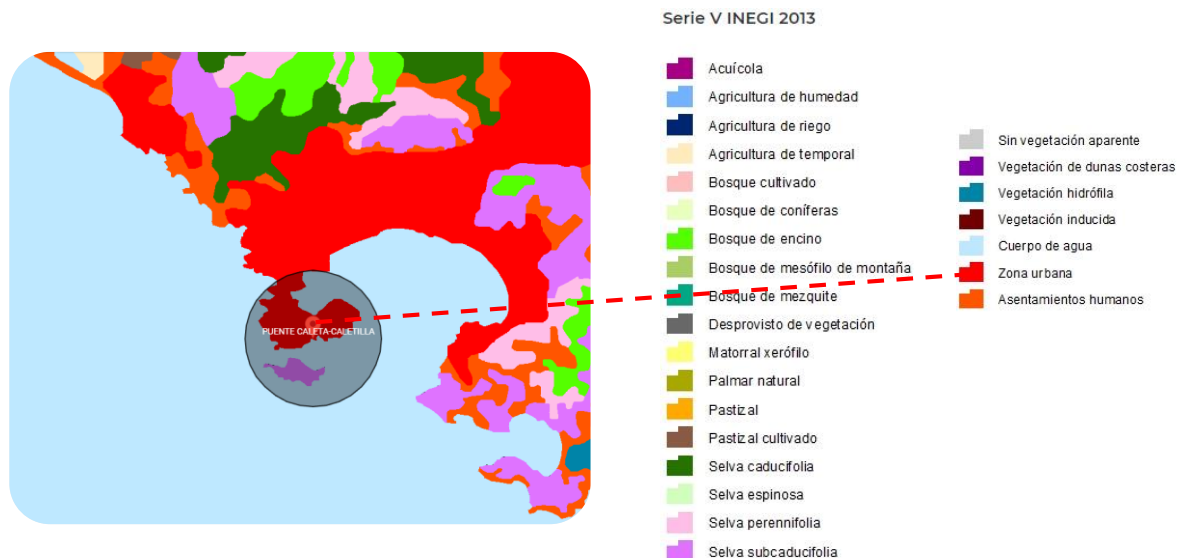 Serie V INEGI 2013
Acuícola
Agricultura de humedad
Agricultura de riego
Agricultura de temporal
Bosque cultivado
Bosque de coníferas
Bosque de encino
Bosque de mesófilo de montaña
Bosque de mezquite
Desprovisto de vegetación
Matorral xerófilo
Palmar natural
Pastizal
Pastizal cultivado
Selva caducifolia
Selva espinosa
Selva perennifolia
Selva subcaducifolia
Sin vegetación aparente
Vegetación de dunas costeras
Vegetación hidrófila
Vegetación inducida
Cuerpo de agua
Zona urbana
Asentamientos humanos
PUENTE CALETA-CALETILLA